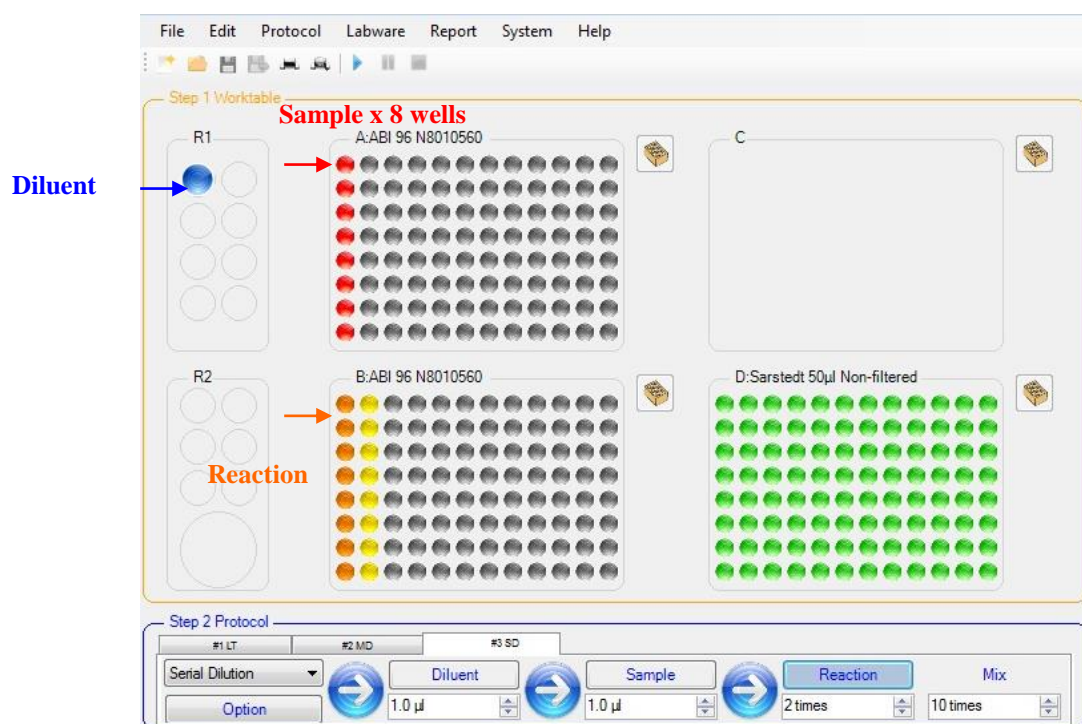 File Edit Protocol Labware Report System Help
Step 1 Worktable
Sample x 8 wells
R1
A:ABI 96 N8010560
C
Diluent
R2
B:ABI 96 N8010560
D:Sarstedt 50µl Non-filtered
Reaction
Step 2 Protocol
#1 LT #2 MD #3 SD
Serial Dilution Diluent Sample Reaction Mix
Option 1.0 µl 1.0 µl 2 times 10 times